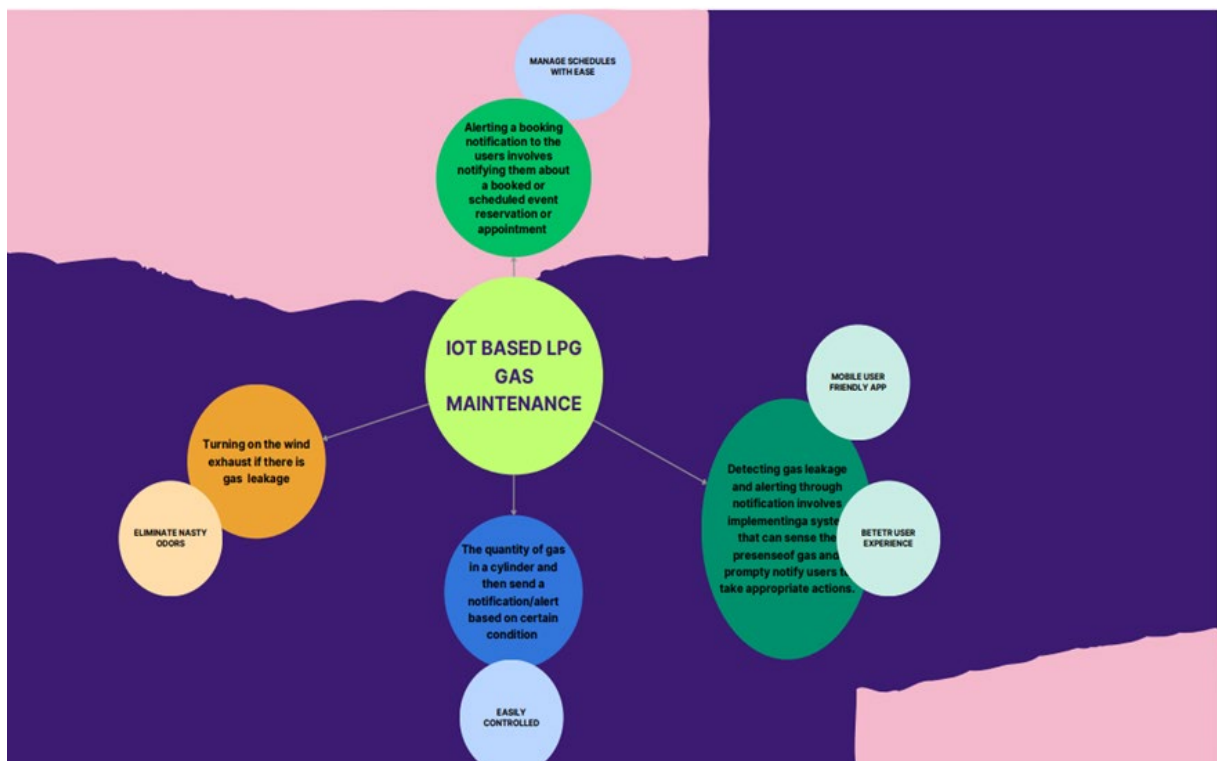 MANAGE SCHEDULES
WITH EASE
Alerting a booking
notification to the
users involves
notifying them about
a booked or
scheduled event
reservation or
appointment
IOT BASED LPG
GAS
MAINTENANCE
MOBILE USER
FRIENDLY APP
Turning on the wind
exhaust if there is
gas leakage
ELIMINATE NASTY
ODORS
Detecting gas leakage
and alerting through
notification involves
implementinga
that can sense the
presenseof gas and
prompty notify users
take appropriate actions.
BETETR USER
EXPERIENCE
The quantity of gas
in a cylinder and
then send a
notification/alert
based on certain
condition
EASILY
CONTROLLED